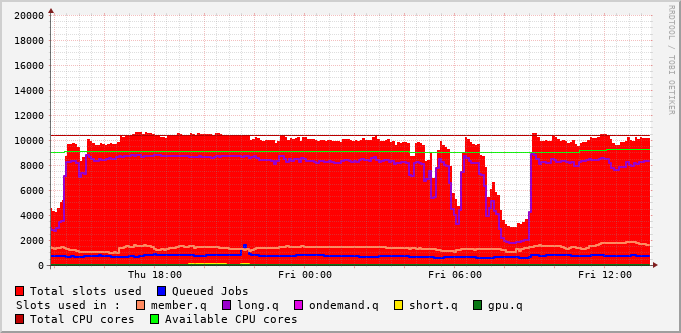 20000
18000
16000
14000
12000
10000
8000
6000
4000
2000
0
Thu 18:00 Fri 00:00 Fri 06:00 Fri 12:00
RRDTOOL / TOBI OETIKER
Total slots used Queued Jobs
Slots used in : member.q long.q ondemand.q short.q gpu.q
Total CPU cores Available CPU cores